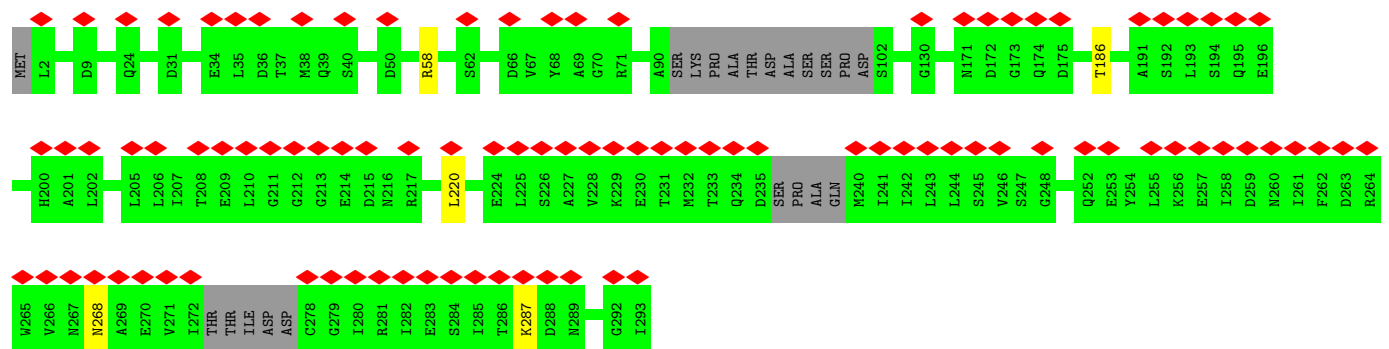 MET L2 D9 Q24 D31 E34 L35 D36 T37 M38 Q39 S40 D50 R58 S62 D66 V67 Y68 A69 G70 R71 A90 SER LYS PRO ALA THR ASP ALA SER SER PRO ASP S102 G130 N171 D172 G173 Q174 D175 T186 A191 S192 L193 S194 Q195 E196
H200 A201 L202 L205 L206 I207 T208 E209 L210 G211 G212 G213 E214 D215 N216 R217 L220 E224 L225 S226 A227 V228 K229 E230 T231 M232 T233 Q234 D235 SER PRO ALA GLN M240 I241 I242 L243 L244 S245 V246 S247 G248 Q252 E253 Y254 L255 K256 E257 I258 D259 N260 I261 F262 D263 R264
W265 V266 N267 N268 A269 E270 V271 I272 THR THR ILE ASP ASP C278 G279 I280 R281 I282 E283 S284 I285 T286 K287 D288 N289 G292 I293